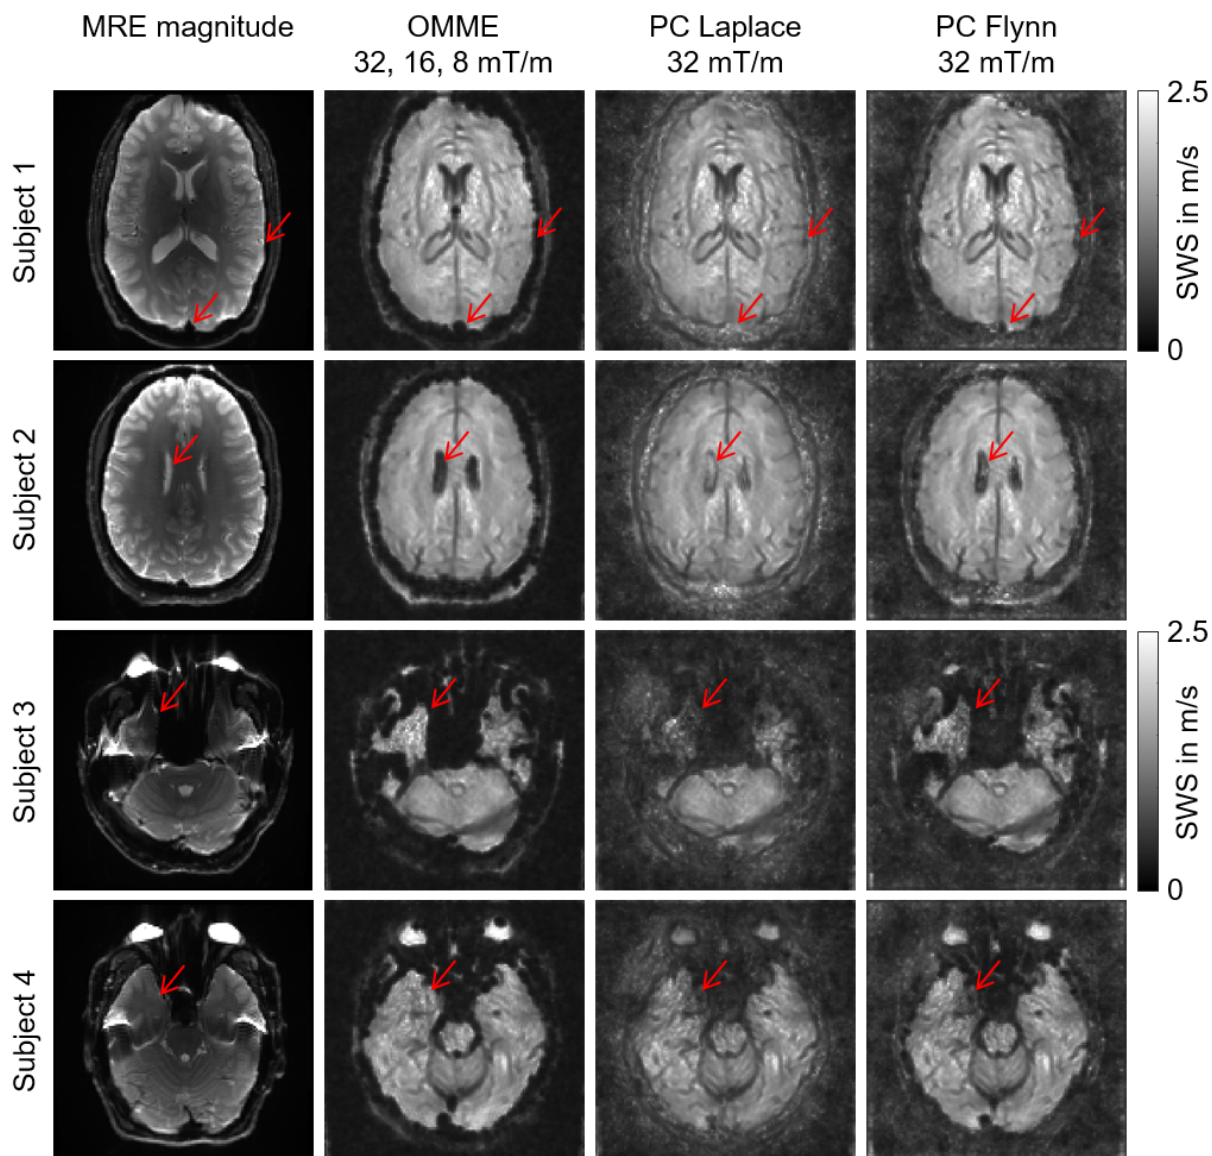 MRE magnitude
OMME
32, 16, 8 mT/m
PC Laplace
32 mT/m
PC Flynn
32 mT/m
Subject 1
2.5
SWS in m/s
0
Subject 2
Subject 3
2.5
SWS in m/s
0
Subject 4